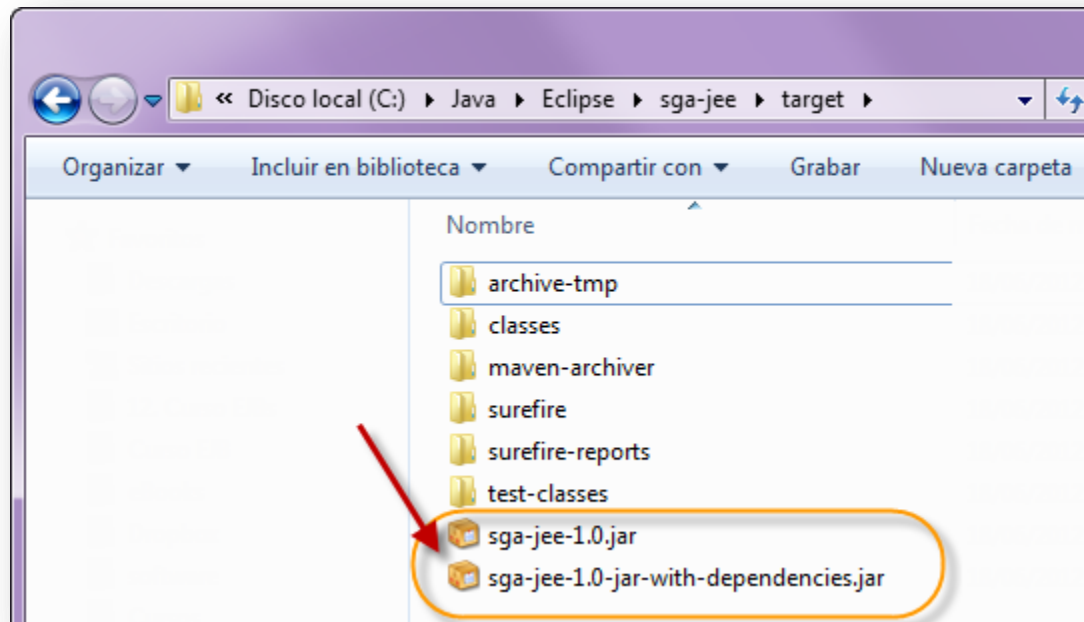 « Disco local (C:) ▸ Java ▸ Eclipse ▸ sga-jee ▸ target ▸
Organizar ▾ Incluir en biblioteca ▾ Compartir con ▾ Grabar Nueva carpeta
Nombre
archive-tmp
classes
maven-archiver
surefire
surefire-reports
test-classes
sga-jee-1.0.jar
sga-jee-1.0-jar-with-dependencies.jar